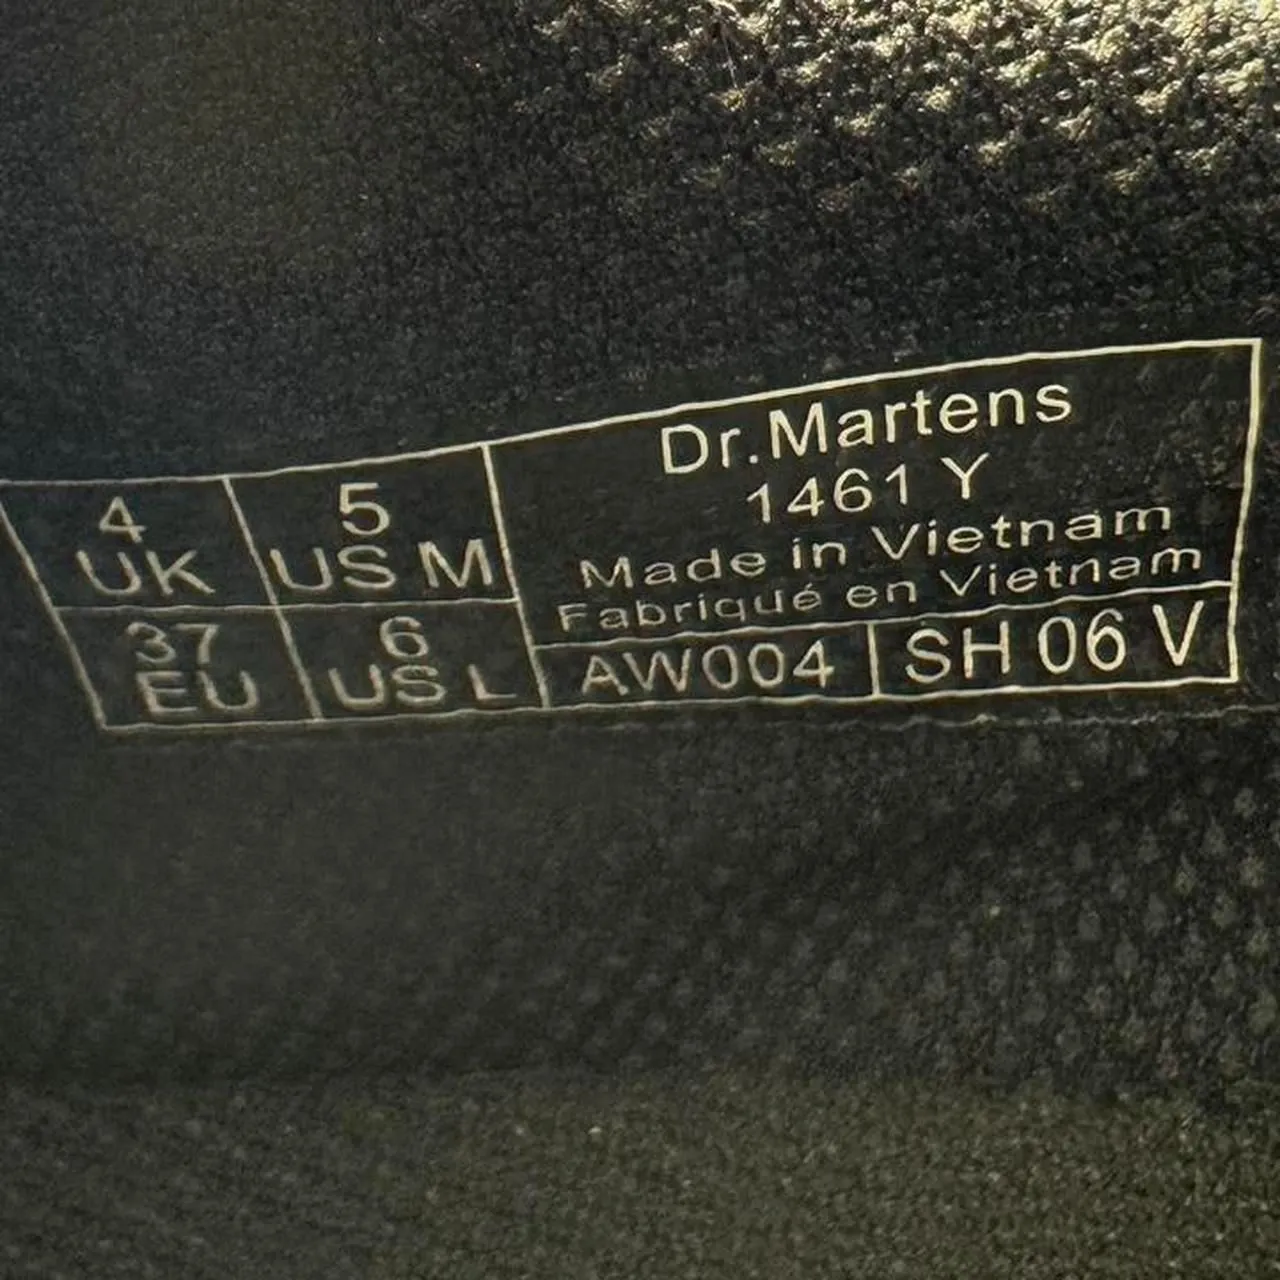 4
UK
5
US M
37
EU
6
US L
Dr.Martens
1461 Y
Made in Vietnam
Fabriqué en Vietnam
AW004
SH 06 V